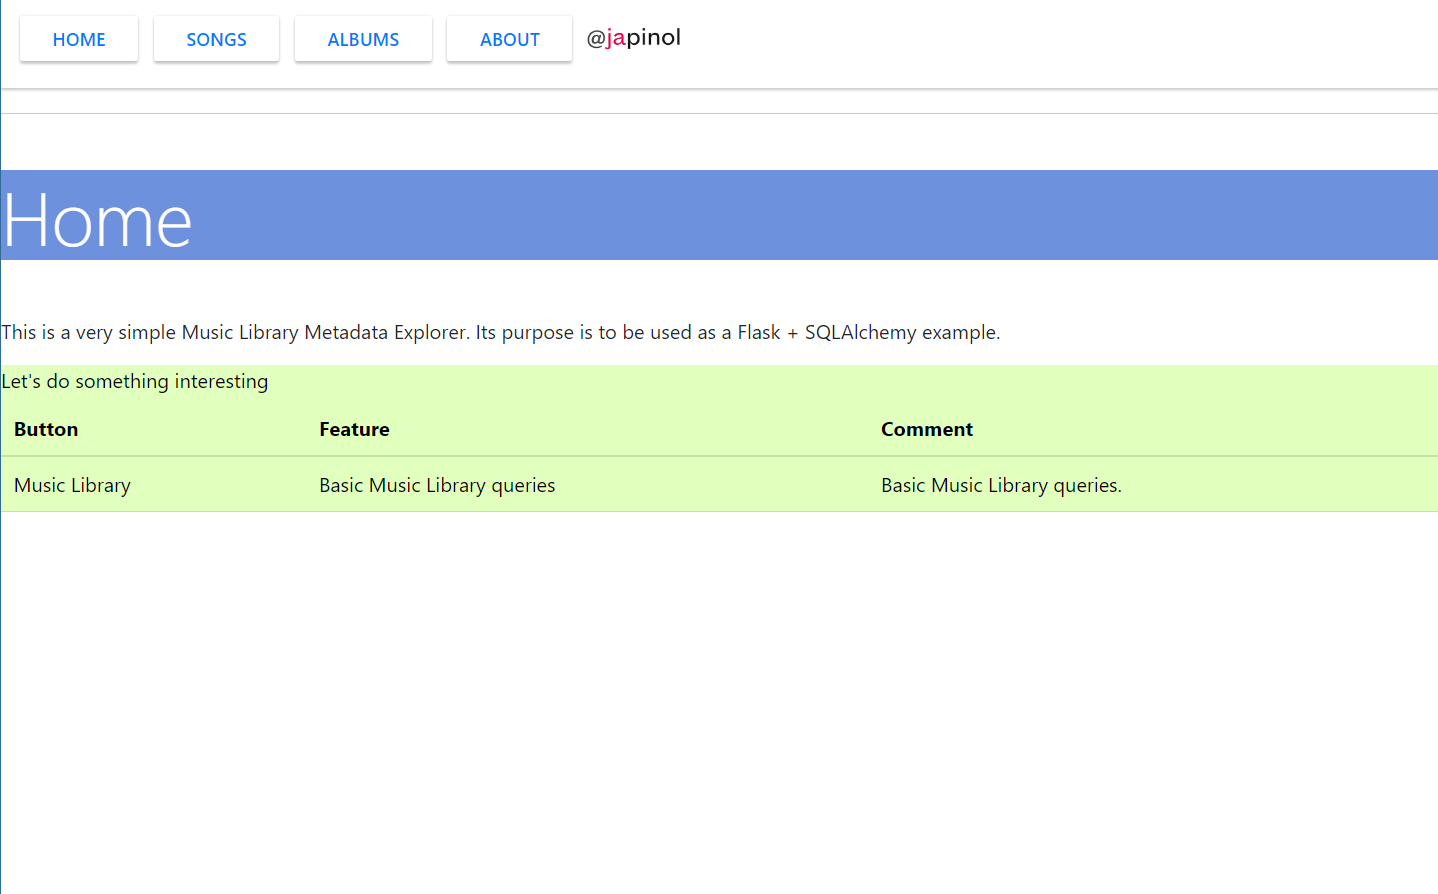 HOME SONGS ALBUMS ABOUT @japinol
Home
This is a very simple Music Library Metadata Explorer. Its purpose is to be used as a Flask + SQLAlchemy example.
Let's do something interesting
Button Feature Comment
Music Library Basic Music Library queries Basic Music Library queries.